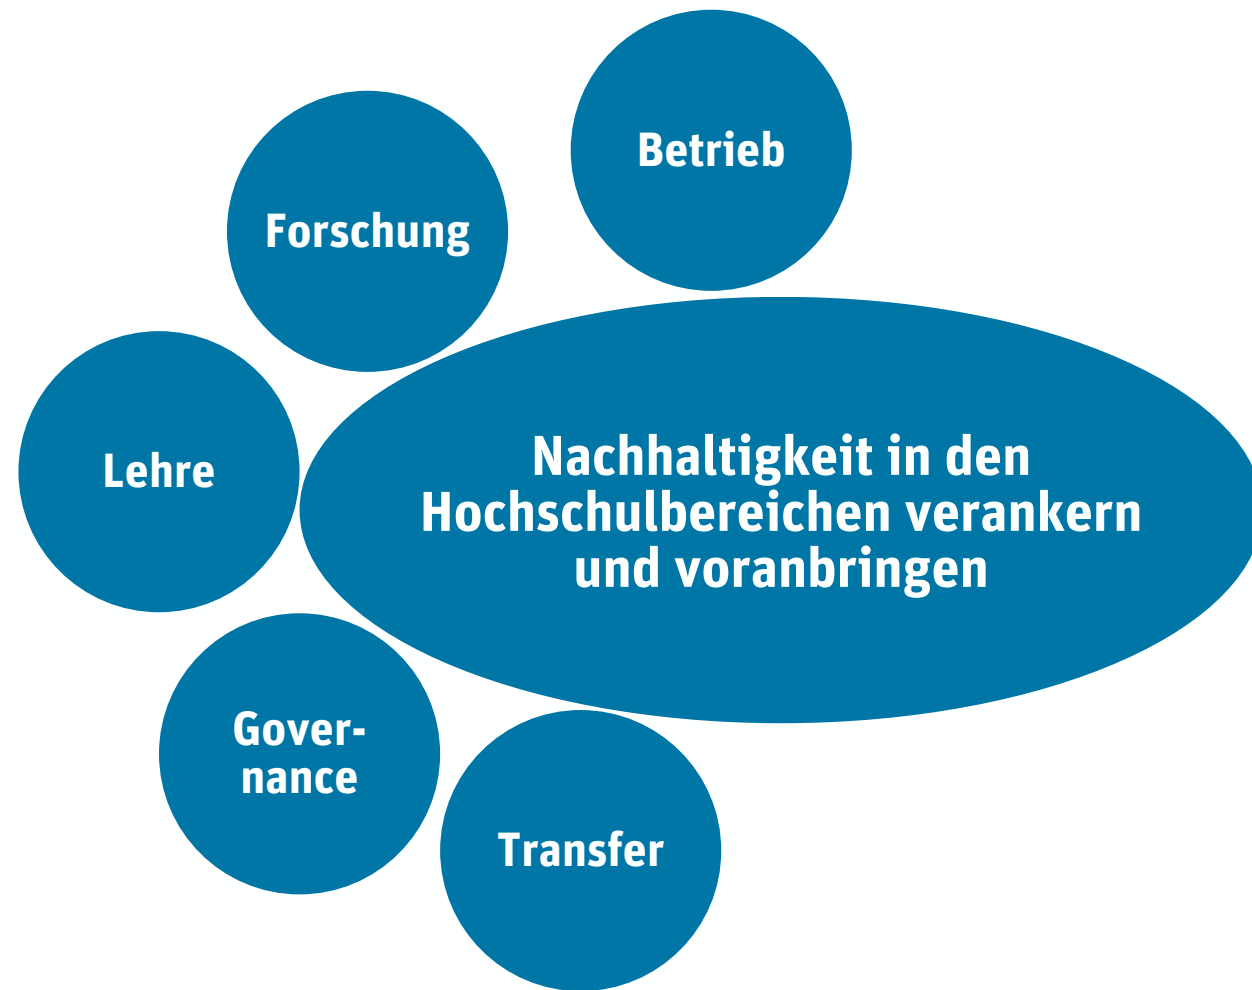 Betrieb
Forschung
Lehre
Nachhaltigkeit in den
Hochschulbereichen verankern
und voranbringen
Gover-
nance
Transfer